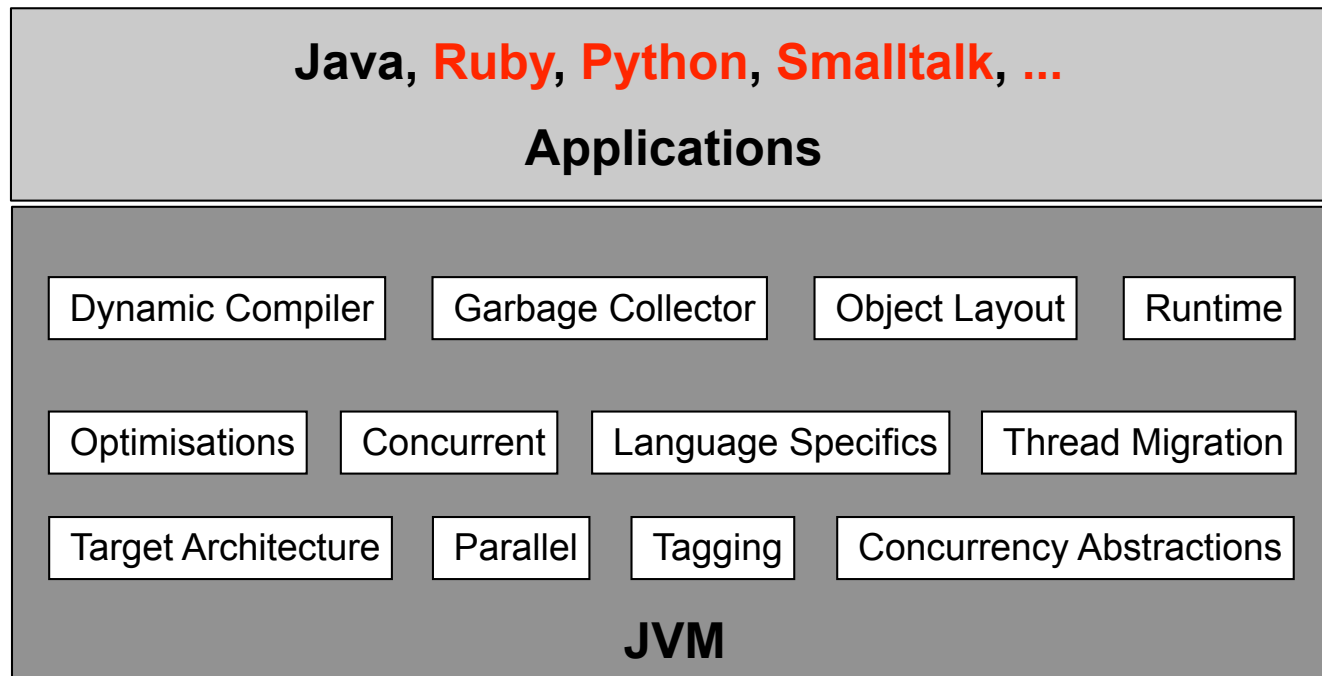 Java, Ruby, Python, Smalltalk, ...
Applications
Dynamic Compiler
Garbage Collector
Object Layout
Runtime
Optimisations
Concurrent
Language Specifics
Thread Migration
Target Architecture
Parallel
Tagging
Concurrency Abstractions
JVM